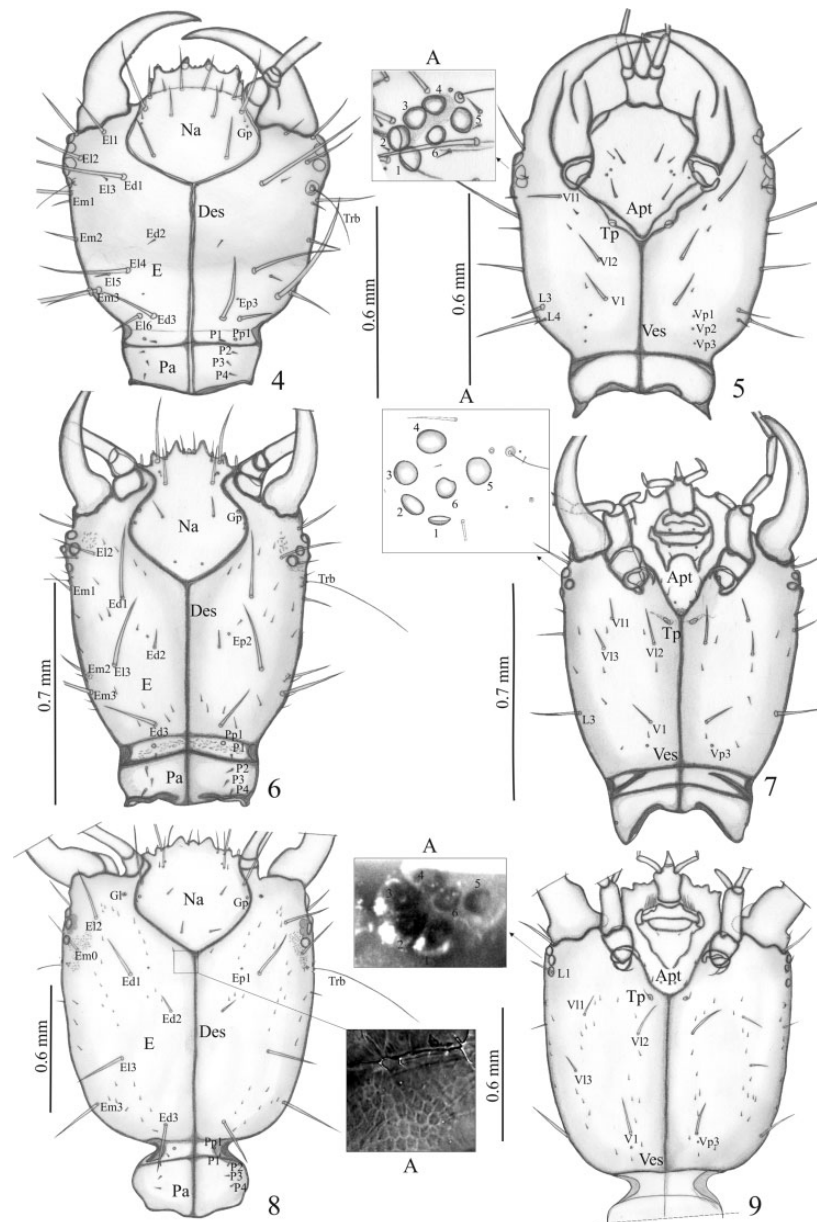 A
4
3
5
2
6
1
Na
Gp
El1
El2
El3
Ed1
Em1
Des
Trb
Em2
Ed2
E
El4
El5
Em3
Ep3
El6
Ed3
P1
Pp1
P2
Pa
P3
P4
4
0.6 mm
0.6 mm
Vl1
Apt
Tp
Vl2
L3
V1
L4
Vp1
Vp2
Ves
Vp3
5
A
4
3
5
6
2
1
Na
Gp
El2
Em1
Ed1
Des
Trb
Ed2
Ep2
Em2
El3
E
Em3
Ed3
Pp1
P1
P2
Pa
P3
P4
6
0.7 mm
0.7 mm
Apt
Vl1
Tp
Vl3
Vl2
L3
V1
Ves
Vp3
7
A
4
3
5
6
2
Na
Gl
Gp
El2
Em0
Ed1
Ep1
Trb
Ed2
E
Des
El3
Em3
Ed3
Pp1
P1
P2
P3
Pa
P4
8
0.6 mm
0.6 mm
A
L1
Apt
Tp
Vl1
Vl2
Vl3
V1
Vp3
Ves
9